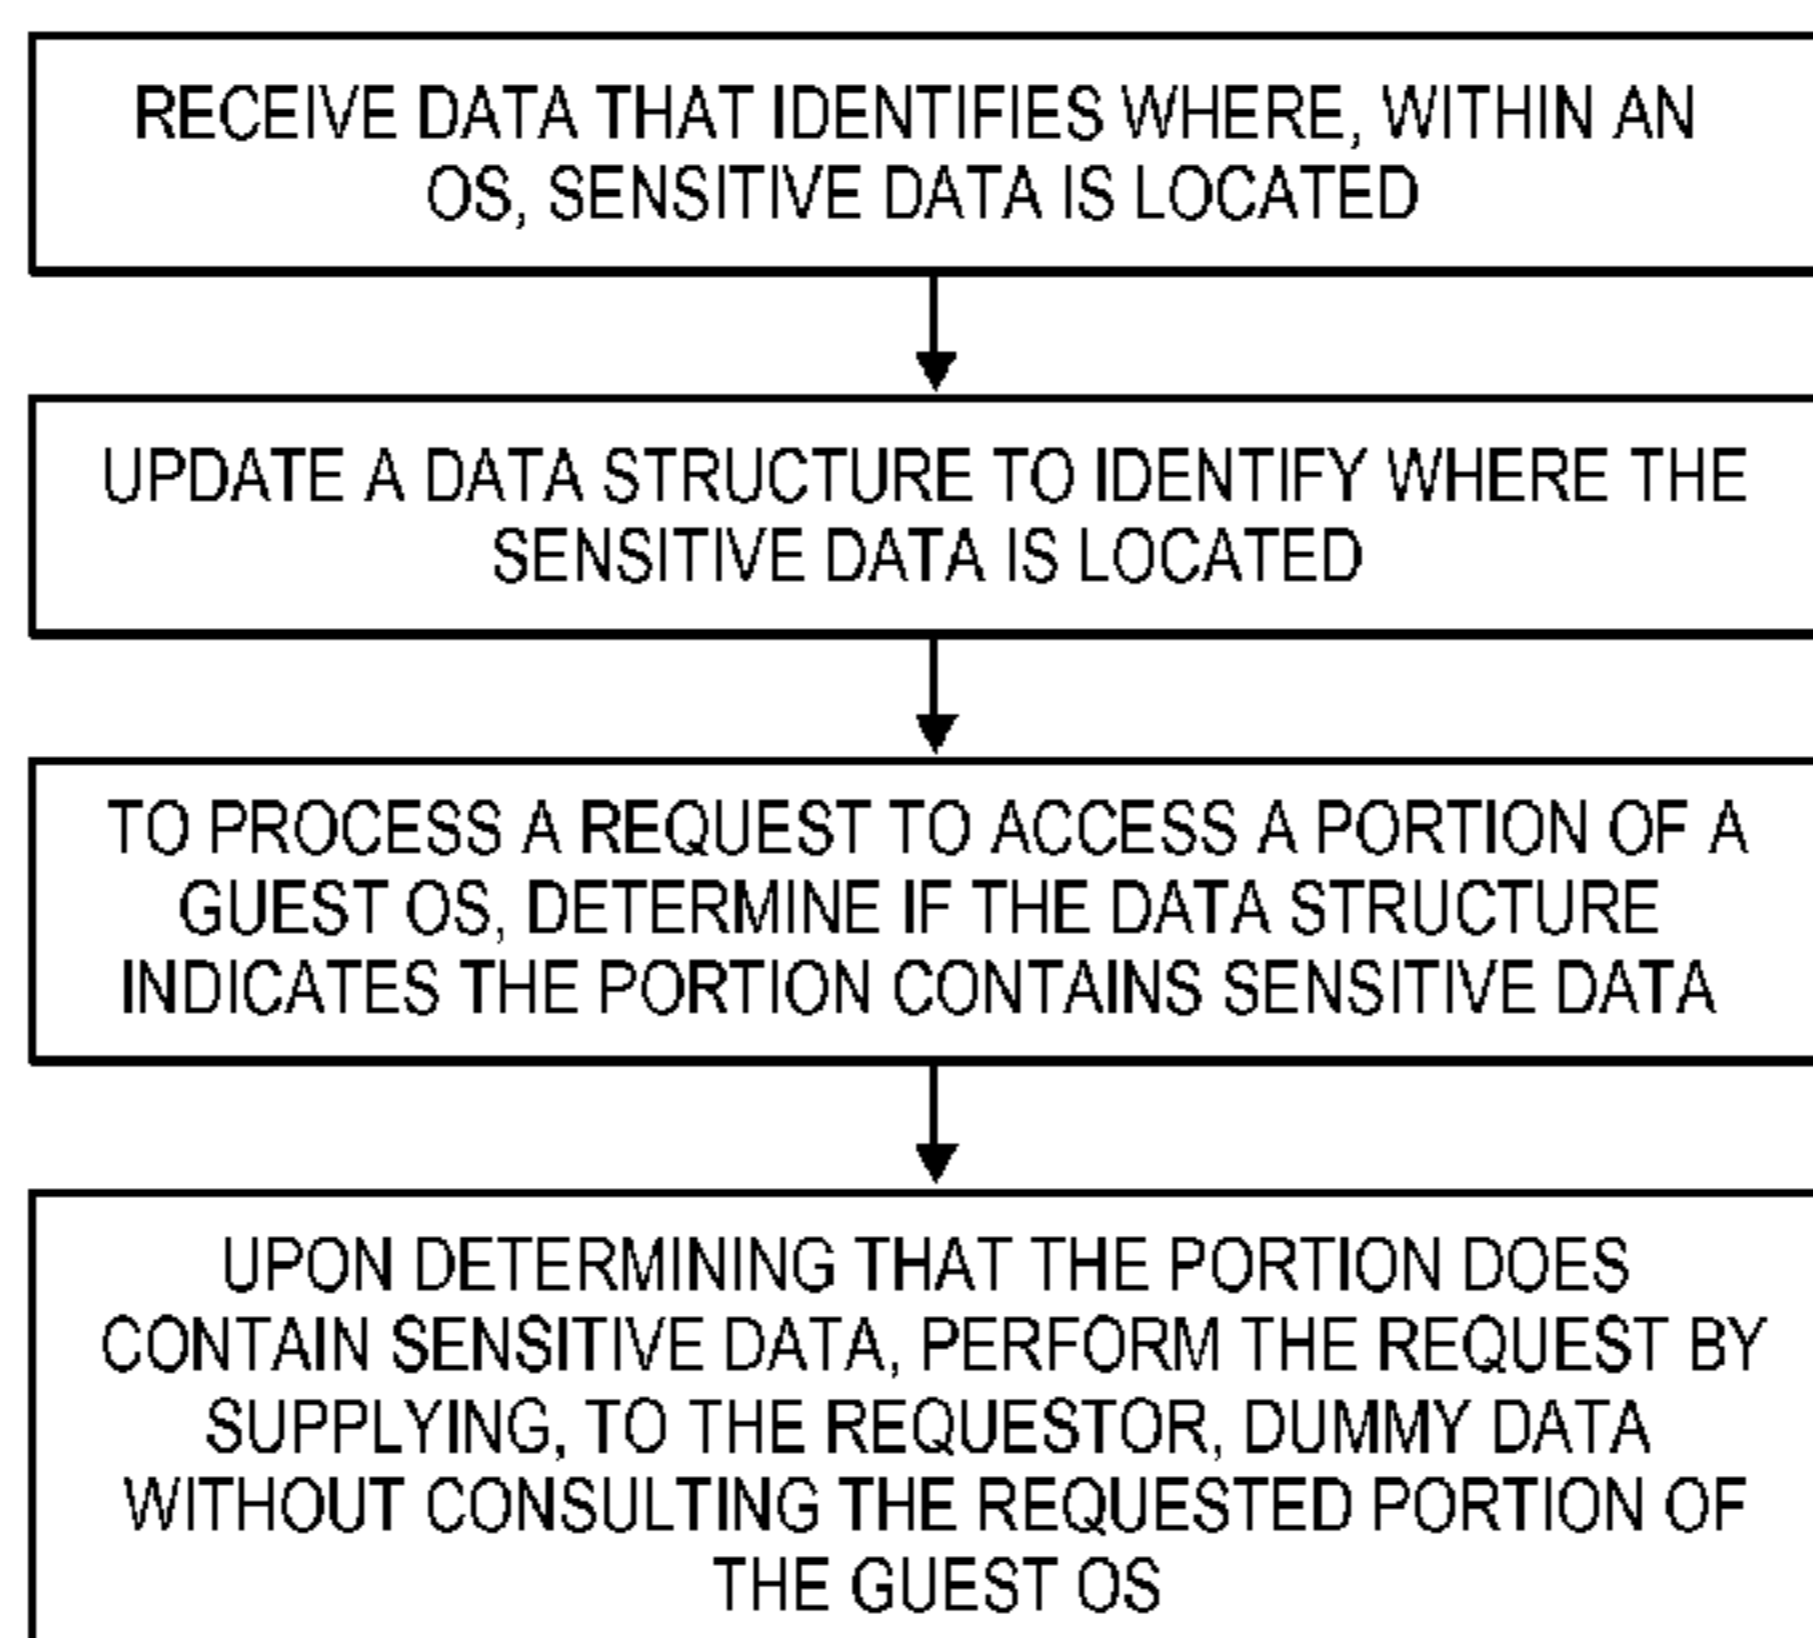 RECEIVE DATA THAT IDENTIFIES WHERE, WITHIN AN
OS, SENSITIVE DATA IS LOCATED
UPDATE A DATA STRUCTURE TO IDENTIFY WHERE THE
SENSITIVE DATA IS LOCATED
TO PROCESS A REQUEST TO ACCESS A PORTION OF A
GUEST OS, DETERMINE IF THE DATA STRUCTURE
INDICATES THE PORTION CONTAINS SENSITIVE DATA
UPON DETERMINING THAT THE PORTION DOES
CONTAIN SENSITIVE DATA, PERFORM THE REQUEST BY
SUPPLYING, TO THE REQUESTOR, DUMMY DATA
WITHOUT CONSULTING THE REQUESTED PORTION OF
THE GUEST OS